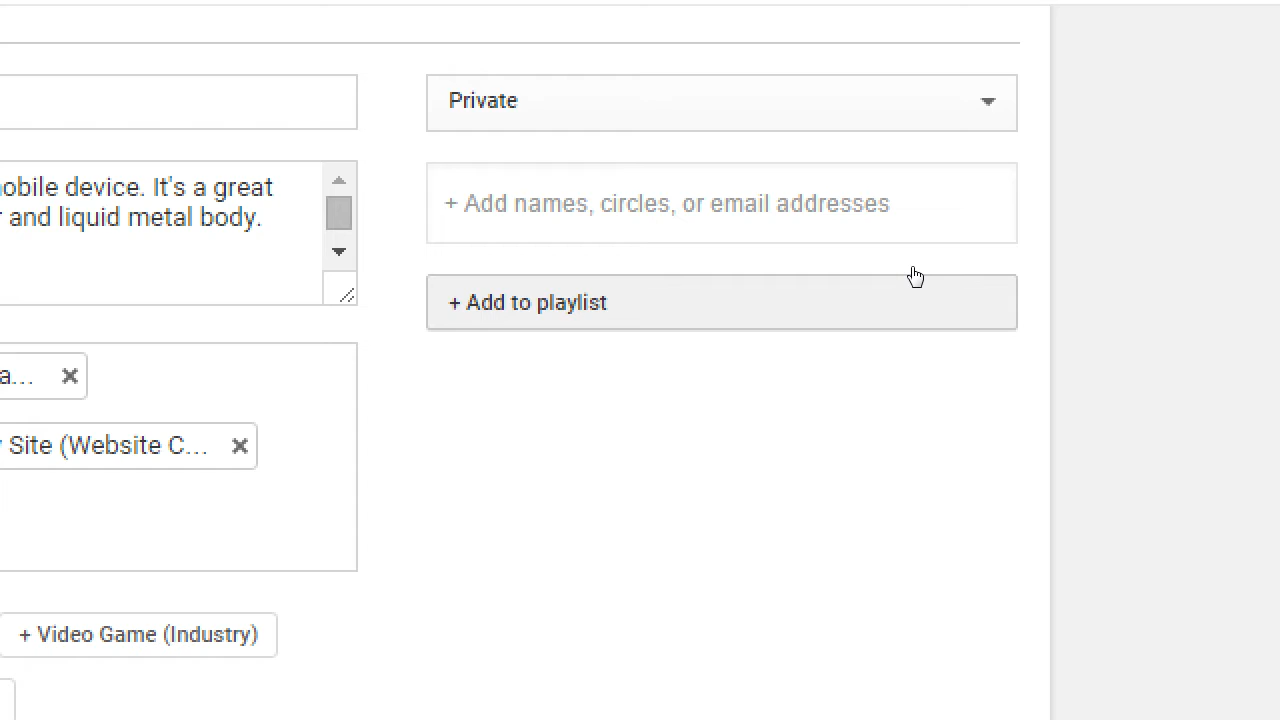 Private
obile device. It's a great
and liquid metal body.
+ Add names, circles, or email addresses
+ Add to playlist
a...
Site (Website C...
+ Video Game (Industry)